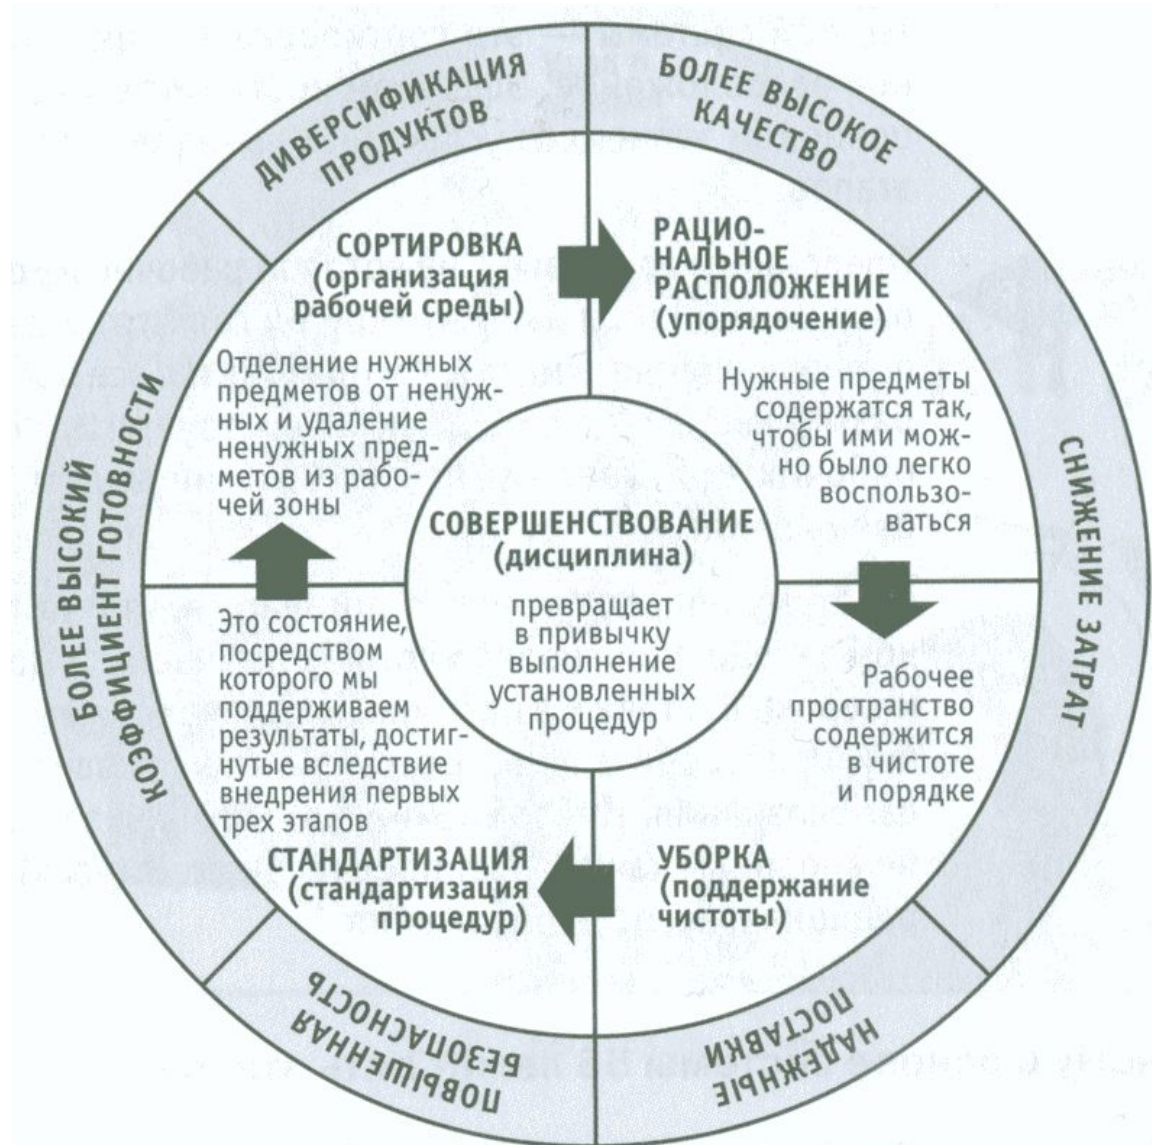 ДИВЕРСИФИКАЦИЯ
ПРОДУКТОВ
БОЛЕЕ ВЫСОКОЕ
КАЧЕСТВО
СНИЖЕНИЕ ЗАТРАТ
НАДЕЖНЫЕ
ПОСТАВКИ
ПОВЫШЕННАЯ
БЕЗОПАСНОСТЬ
БОЛЕЕ ВЫСОКИЙ
КОЭФФИЦИЕНТ ГОТОВНОСТИ
СОРТИРОВКА
(организация
рабочей среды)
Отделение нужных
предметов от ненуж-
ных и удаление
ненужных пред-
метов из рабо-
чей зоны
РАЦИО-
НАЛЬНОЕ
РАСПОЛОЖЕНИЕ
(упорядочение)
Нужные предметы
содержатся так,
чтобы ими мож-
но было легко
воспользо-
ваться
СОВЕРШЕНСТВОВАНИЕ
(дисциплина)
превращает
в привычку
выполнение
установленных
процедур
Рабочее
пространство
содержится
в чистоте
и порядке
УБОРКА
(поддержание
чистоты)
Это состояние,
посредством
которого мы
поддерживаем
результаты, достиг-
нутые вследствие
внедрения первых
трех этапов
СТАНДАРТИЗАЦИЯ
(стандартизация
процедур)